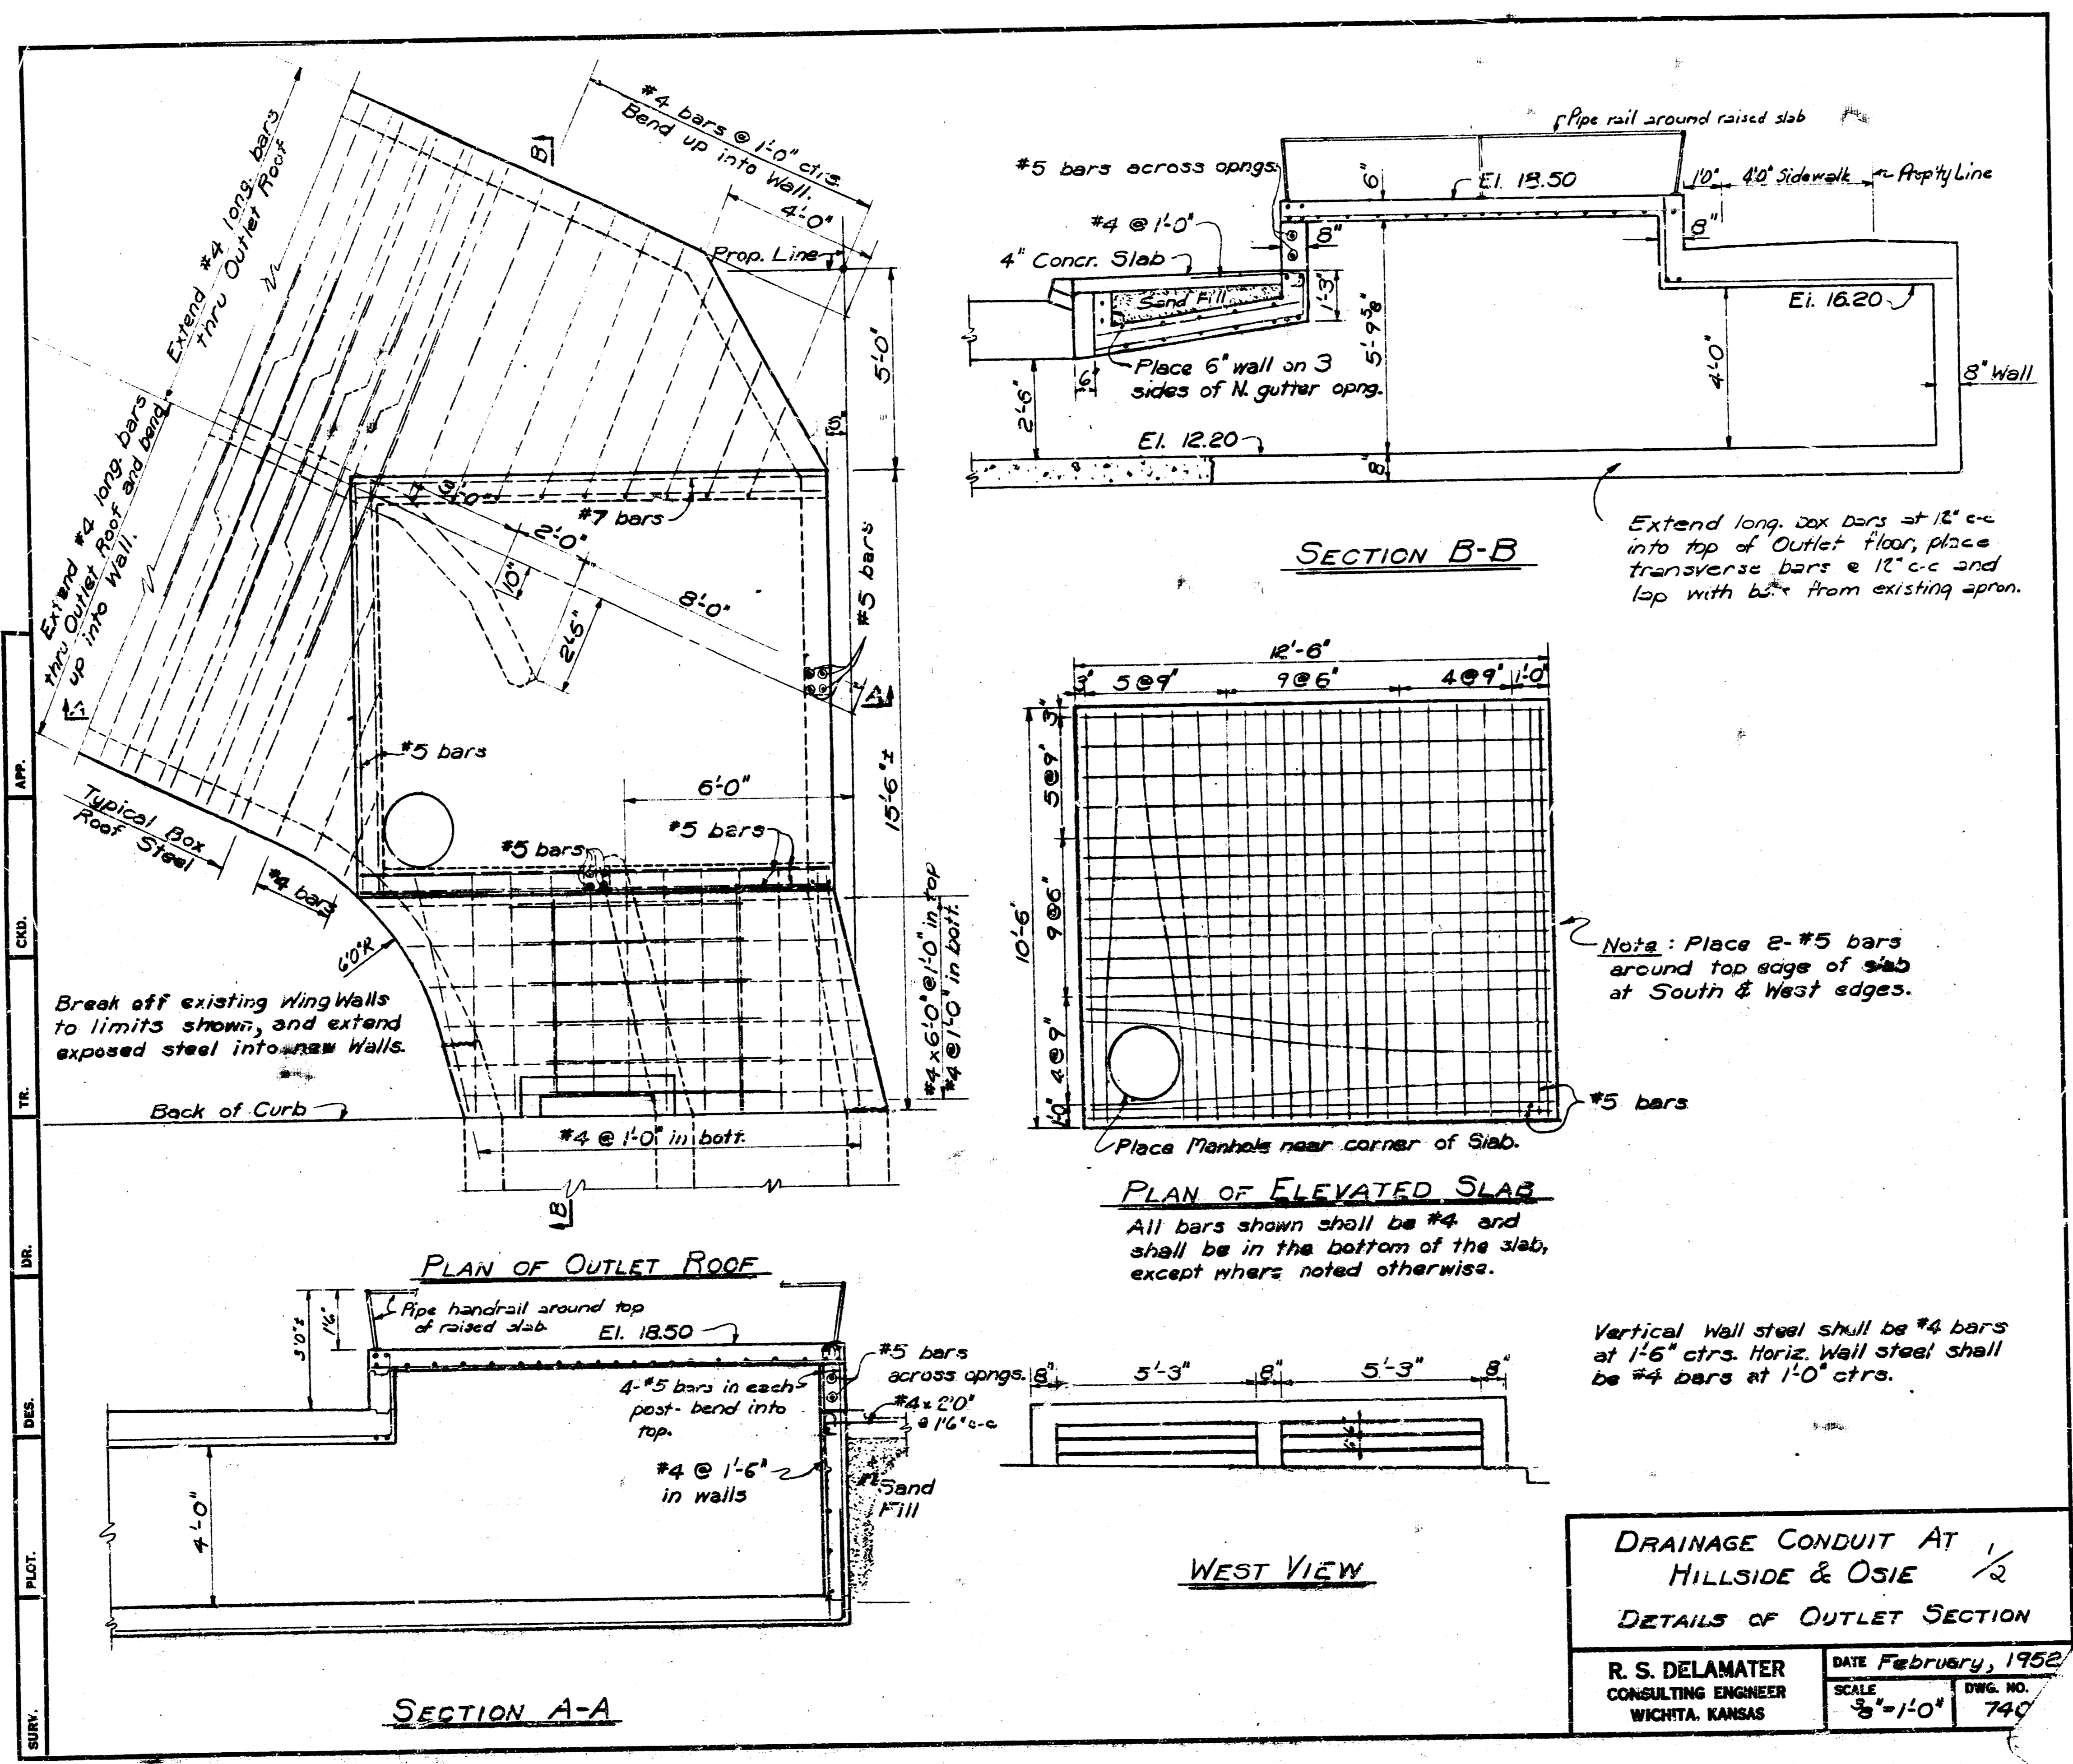 #4 bars @ 1'-0" ctrs.
Bend up into Wall.
4'-0"
B
Extend #4 long. bars
thru Outlet Roof
Prop. Line
5'-0"
5"
Extend #4 long. bars
thru Outlet Roof and bend
up into Wall.
3'-0"
#7 bars
2'-0"
10"
8'-0"
2'-5"
#5 bars
A
A
#5 bars
15'-6"±
6'-0"
Typical Box
Roof Steel
#5 bars
#5 bars
#4 bars
6'0"R
#4 x 6'-0" @ 1'-0" in top
#4 @ 1'-0" in bott.
Break off existing Wing Walls
to limits shown, and extend
exposed steel into new Walls.
Back of Curb
#4 @ 1'-0" in bott.
B
PLAN OF OUTLET ROOF
Pipe rail around raised slab
#5 bars across opngs.
6"
El. 18.50
1'0"
4'0" Sidewalk
Prop'ty Line
#4 @ 1'-0"
8"
8"
4" Concr. Slab
Sand Fill
1'-3"
El. 16.20
5'-9 5/8"
Place 6" wall on 3
sides of N. gutter opng.
6"
4'-0"
8" Wall
2'-6"
El. 12.20
8"
SECTION B-B
Extend long. box bars at 12" c-c
into top of Outlet floor, place
transverse bars @ 12" c-c and
lap with bars from existing apron.
12'-6"
3"
5@9"
9@6"
4@9"
1'-0"
3"
5@9"
9@6"
10'-6"
4@9"
1'-0"
Note : Place 2-#5 bars
around top edge of slab
at South & West edges.
#5 bars
Place Manhole near corner of Slab.
PLAN OF ELEVATED SLAB
All bars shown shall be #4 and
shall be in the bottom of the slab,
except where noted otherwise.
3'0"±
1'6"
Pipe handrail around top
of raised slab.
El. 18.50
#5 bars
across opngs.
4-#5 bars in each
post- bend into
top.
#4 x 2'0"
@ 1'6" c-c
#4 @ 1'-6"
in walls
Sand
Fill
4'-0"
SECTION A-A
8"
5'-3"
8"
5'-3"
8"
WEST VIEW
Vertical Wall steel shall be #4 bars
at 1'-6" ctrs. Horiz. Wall steel shall
be #4 bars at 1'-0" ctrs.
DRAINAGE CONDUIT AT
HILLSIDE & OSIE
1/2
DETAILS OF OUTLET SECTION
R. S. DELAMATER
CONSULTING ENGINEER
WICHITA, KANSAS
DATE February, 1952
SCALE
3/8"=1'-0"
DWG. NO.
APP.
CKD.
TR.
DR.
DES.
PLOT.
SURV.